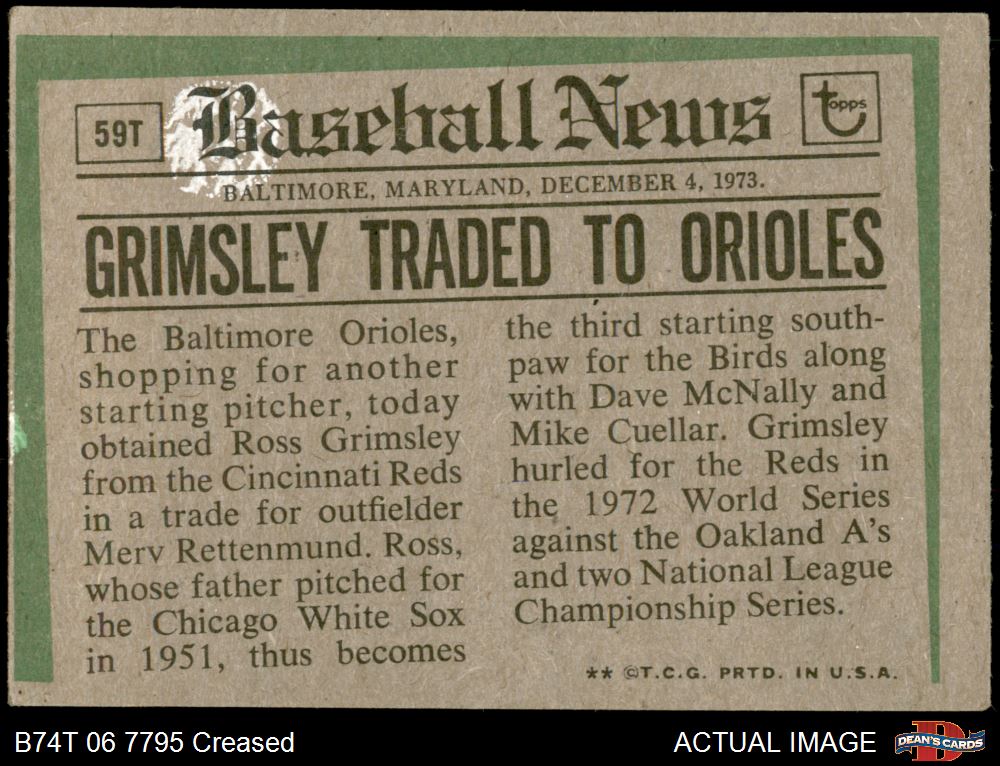 59T
Baseball News
topps
BALTIMORE, MARYLAND, DECEMBER 4, 1973.
GRIMSLEY TRADED TO ORIOLES
The Baltimore Orioles,
shopping for another
starting pitcher, today
obtained Ross Grimsley
from the Cincinnati Reds
in a trade for outfielder
Merv Rettenmund. Ross,
whose father pitched for
the Chicago White Sox
in 1951, thus becomes
the third starting south-
paw for the Birds along
with Dave McNally and
Mike Cuellar. Grimsley
hurled for the Reds in
the 1972 World Series
against the Oakland A's
and two National League
Championship Series.
** ©T.C.G. PRTD. IN U.S.A.
B74T 06 7795 Creased
ACTUAL IMAGE
D
DEAN'S CARDS